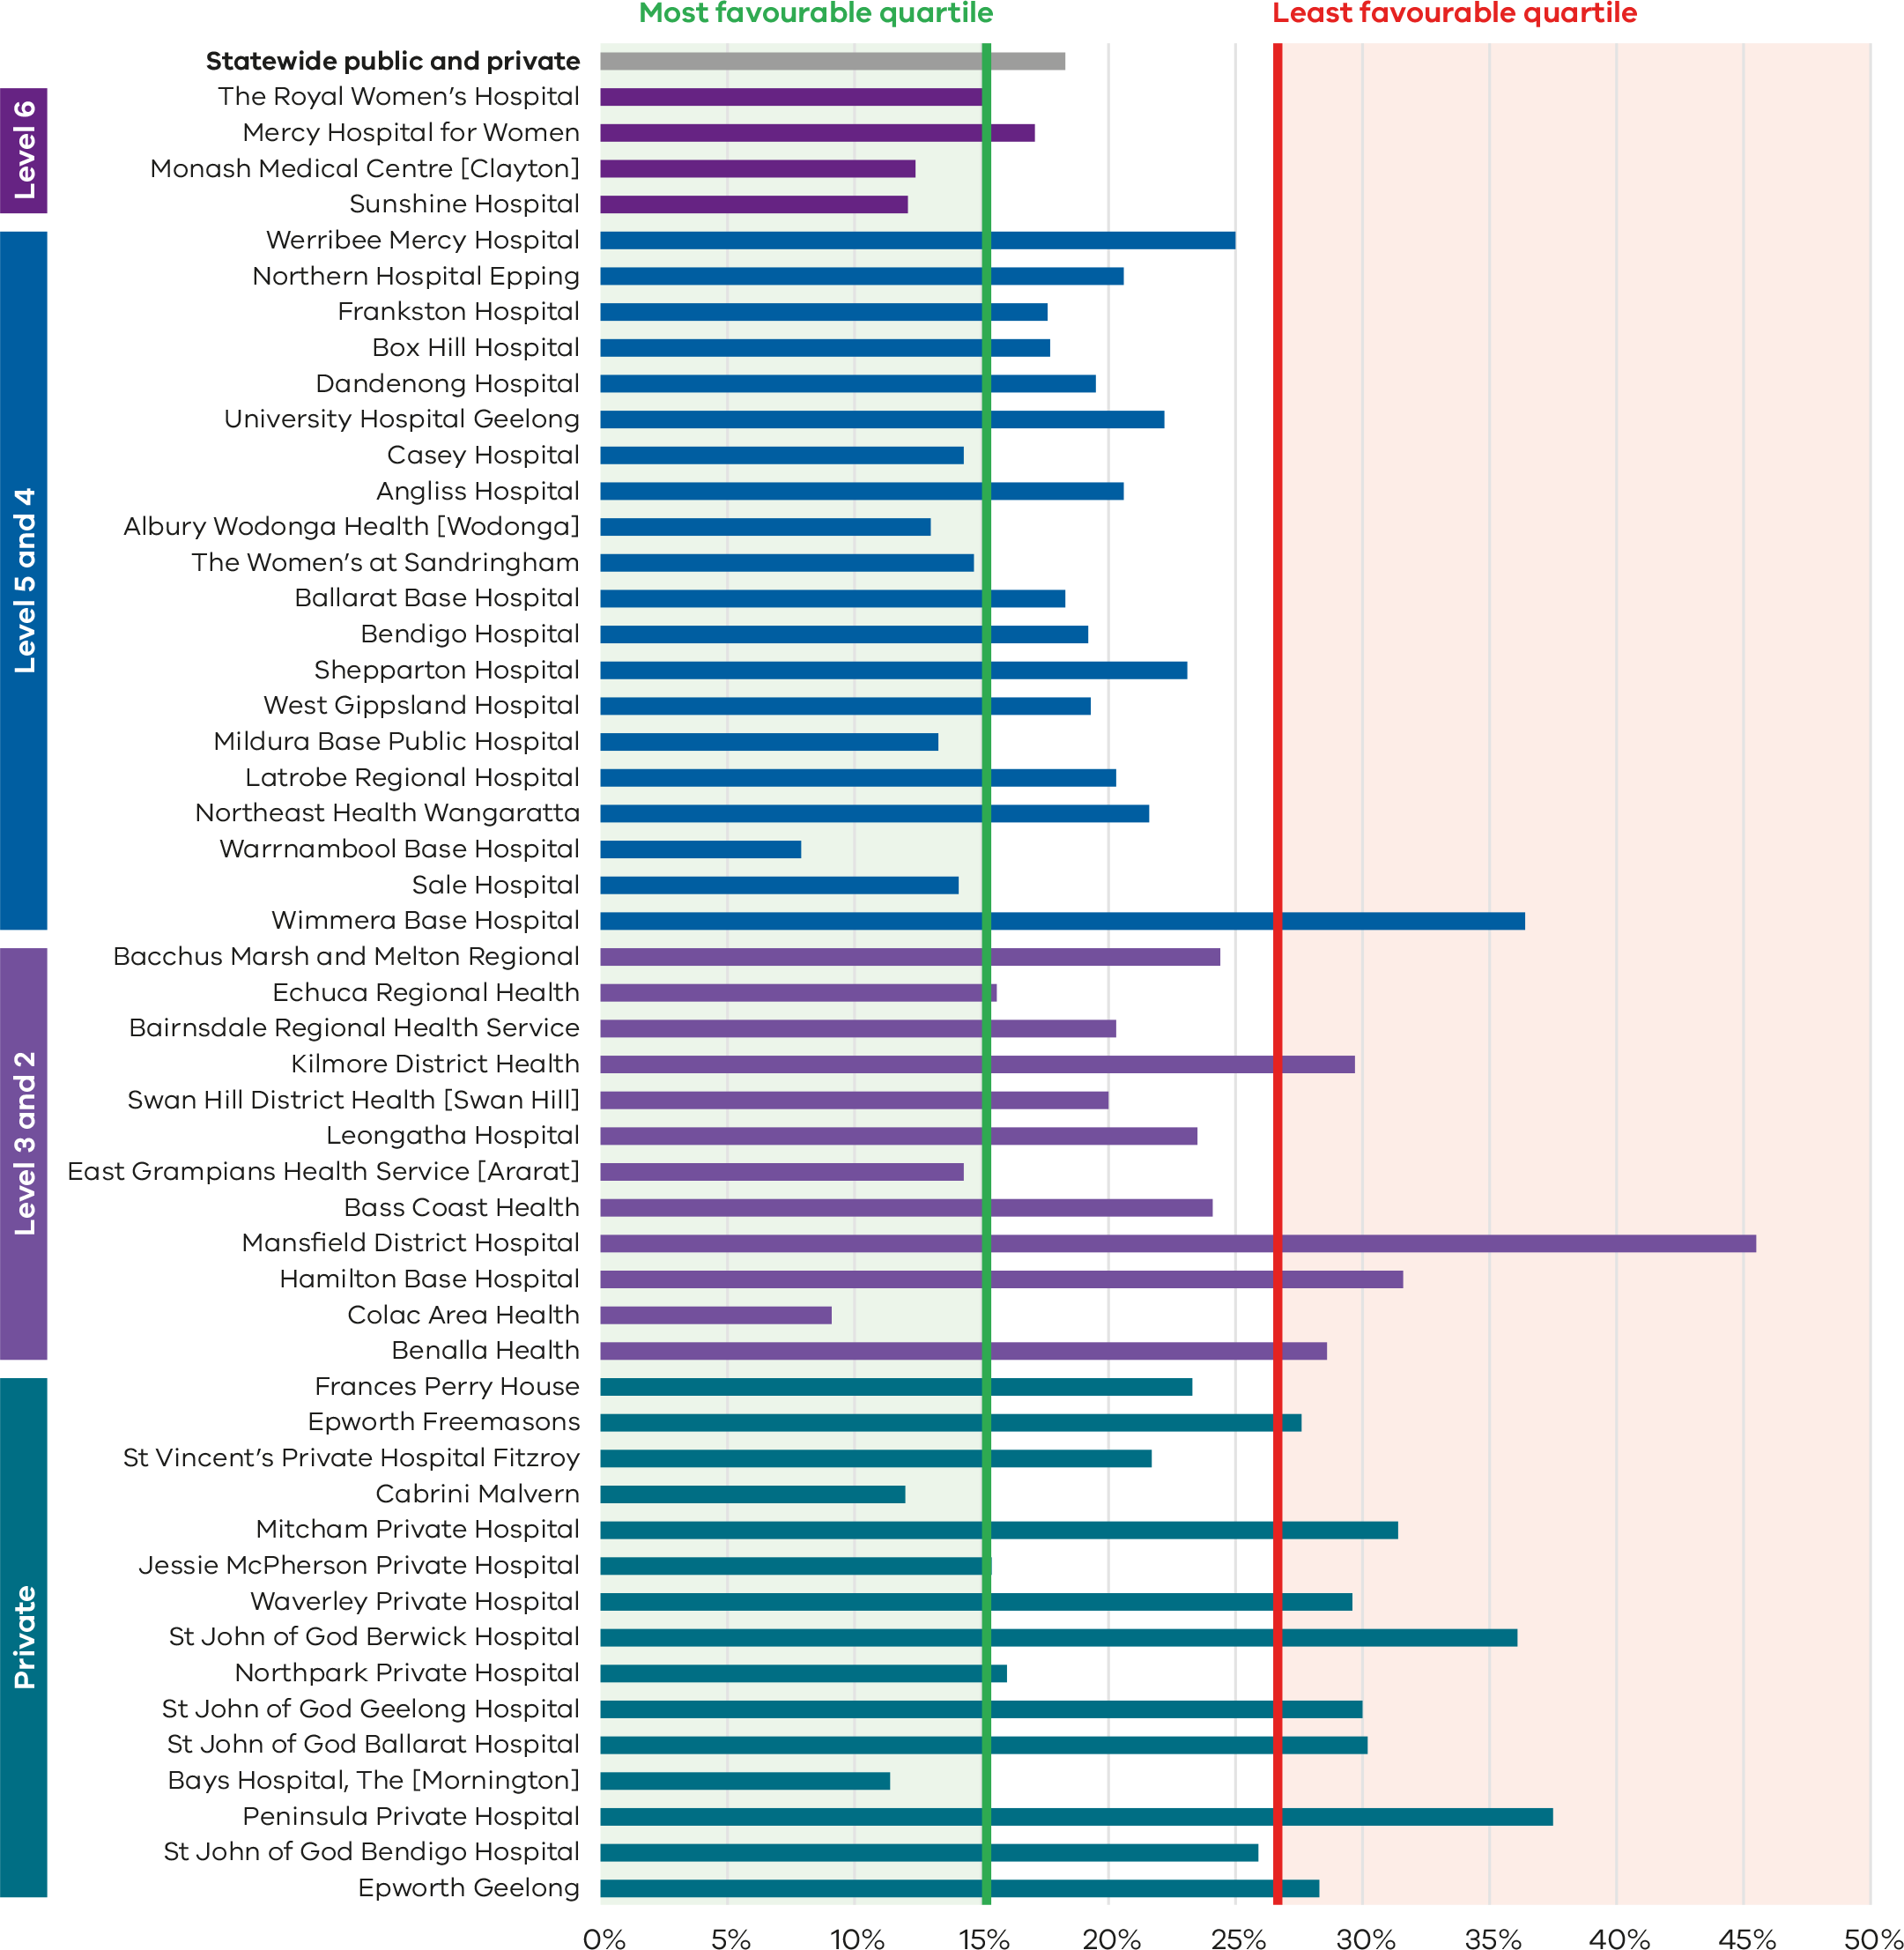 Most favourable quartile
Least favourable quartile
Statewide public and private
Level 6
The Royal Women’s Hospital
Mercy Hospital for Women
Monash Medical Centre [Clayton]
Sunshine Hospital
Level 5 and 4
Werribee Mercy Hospital
Northern Hospital Epping
Frankston Hospital
Box Hill Hospital
Dandenong Hospital
University Hospital Geelong
Casey Hospital
Angliss Hospital
Albury Wodonga Health [Wodonga]
The Women’s at Sandringham
Ballarat Base Hospital
Bendigo Hospital
Shepparton Hospital
West Gippsland Hospital
Mildura Base Public Hospital
Latrobe Regional Hospital
Northeast Health Wangaratta
Warrnambool Base Hospital
Sale Hospital
Wimmera Base Hospital
Level 3 and 2
Bacchus Marsh and Melton Regional
Echuca Regional Health
Bairnsdale Regional Health Service
Kilmore District Health
Swan Hill District Health [Swan Hill]
Leongatha Hospital
East Grampians Health Service [Ararat]
Bass Coast Health
Mansfield District Hospital
Hamilton Base Hospital
Colac Area Health
Benalla Health
Private
Frances Perry House
Epworth Freemasons
St Vincent’s Private Hospital Fitzroy
Cabrini Malvern
Mitcham Private Hospital
Jessie McPherson Private Hospital
Waverley Private Hospital
St John of God Berwick Hospital
Northpark Private Hospital
St John of God Geelong Hospital
St John of God Ballarat Hospital
Bays Hospital, The [Mornington]
Peninsula Private Hospital
St John of God Bendigo Hospital
Epworth Geelong
0% 5% 10% 15% 20% 25% 30% 35% 40% 45% 50%